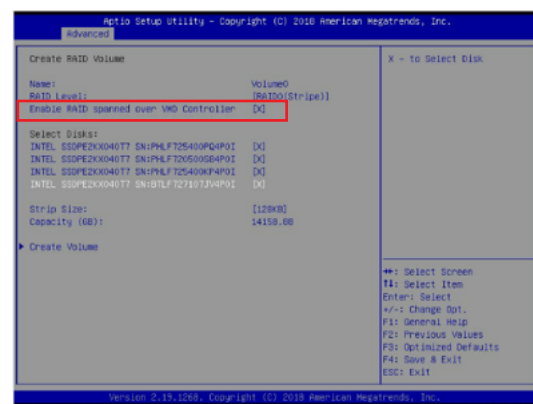 Aptio Setup Utility - Copyright (C) 2018 American Megatrends, Inc.
Advanced
Create RAID Volume
Name: Volume0
RAID Level: [RAID0(Stripe)]
Enable RAID spanned over VMD Controller [X]
Select Disks:
INTEL SSDPE2KX040T7 SN:PHLF725400PQ4P0I [X]
INTEL SSDPE2KX040T7 SN:PHLF720500SB4P0I [X]
INTEL SSDPE2KX040T7 SN:PHLF725400KP4P0I [X]
INTEL SSDPE2KX040T7 SN:BTLF727107JV4P0I [X]
Strip Size: [128KB]
Capacity (GB): 14158.08
Create Volume
X - to Select Disk
: Select Screen
: Select Item
Enter: Select
+/-: Change Opt.
F1: General Help
F2: Previous Values
F3: Optimized Defaults
F4: Save & Exit
ESC: Exit
Version 2.19.1268. Copyright (C) 2018 American Megatrends, Inc.